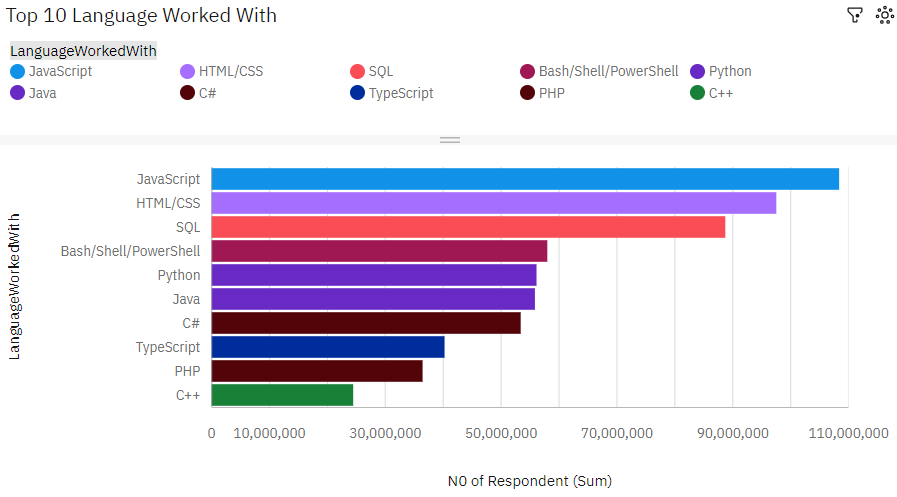 Top 10 Language Worked With
LanguageWorkedWith
JavaScript HTML/CSS SQL Bash/Shell/PowerShell Python
Java C# TypeScript PHP C++
LanguageWorkedWith
JavaScript
HTML/CSS
SQL
Bash/Shell/PowerShell
Python
Java
C#
TypeScript
PHP
C++
0 10,000,000 30,000,000 50,000,000 70,000,000 90,000,000 110,000,000
N0 of Respondent (Sum)